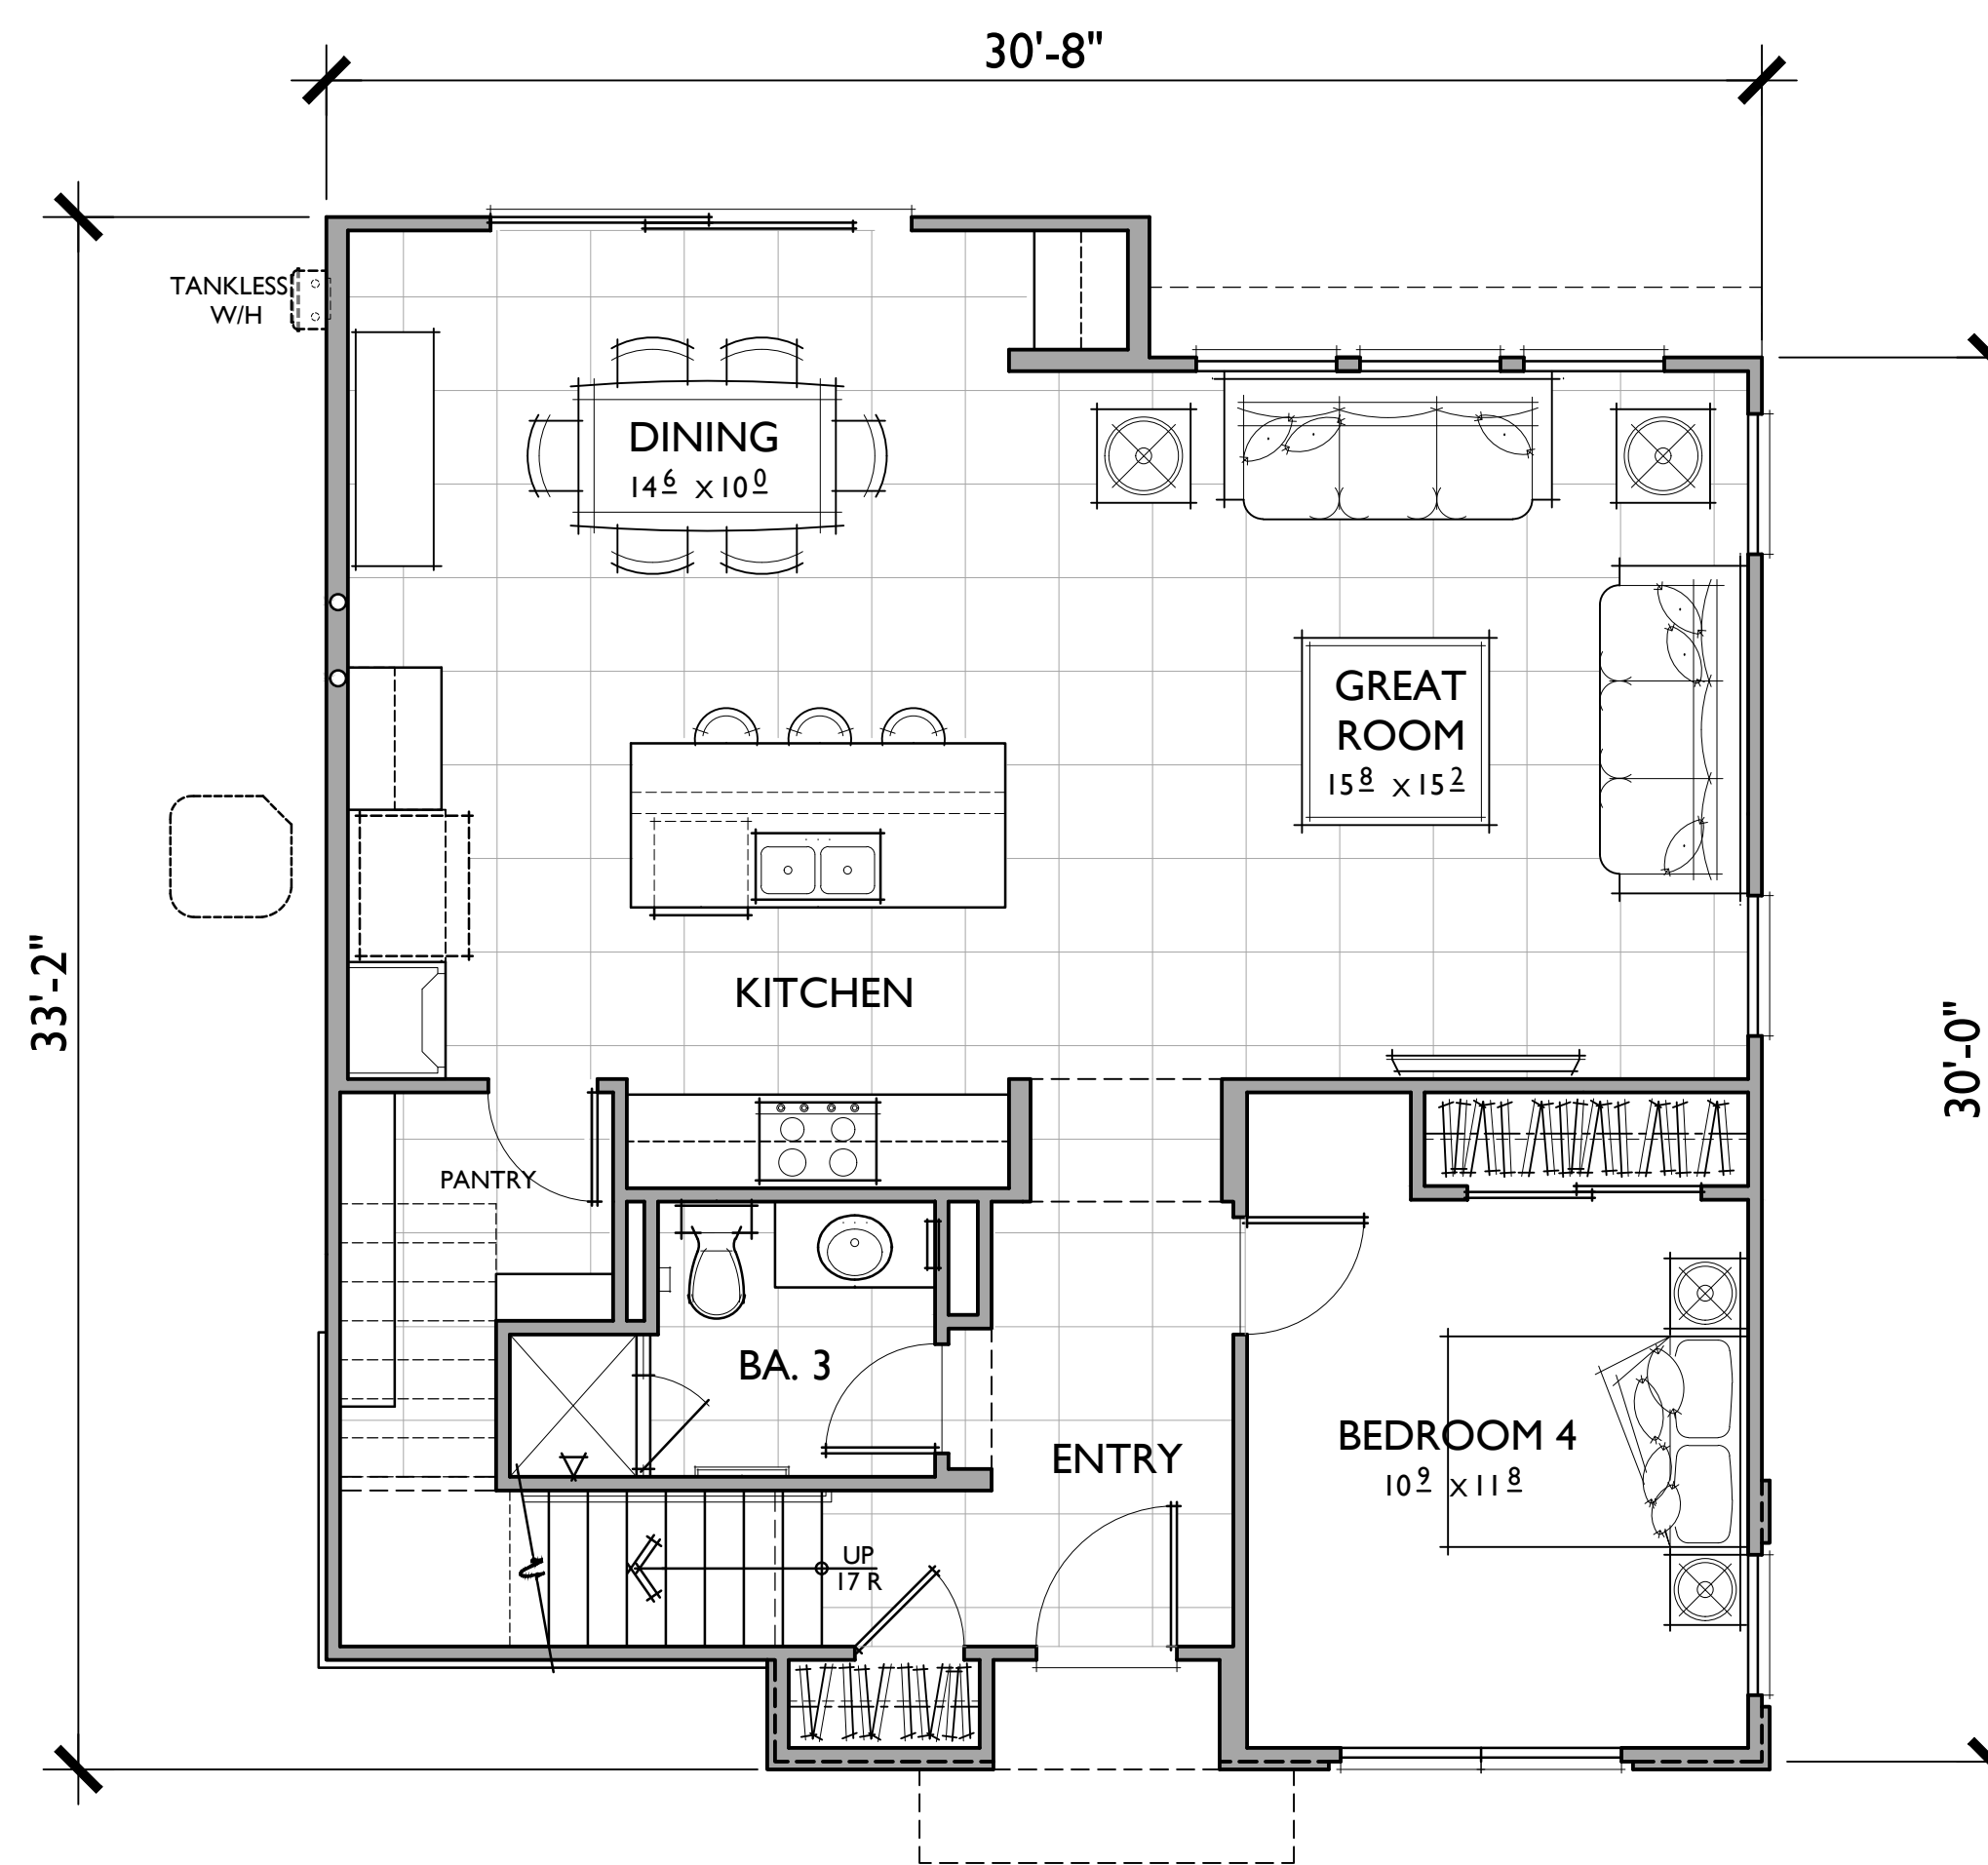 30'-8"
TANKLESS
W/H
DINING
14 6 x 10 0
GREAT
ROOM
15 8 x 15 2
33'-2"
KITCHEN
30'-0"
PANTRY
BA. 3
ENTRY
BEDROOM 4
10 9 x 11 8
UP
17 R